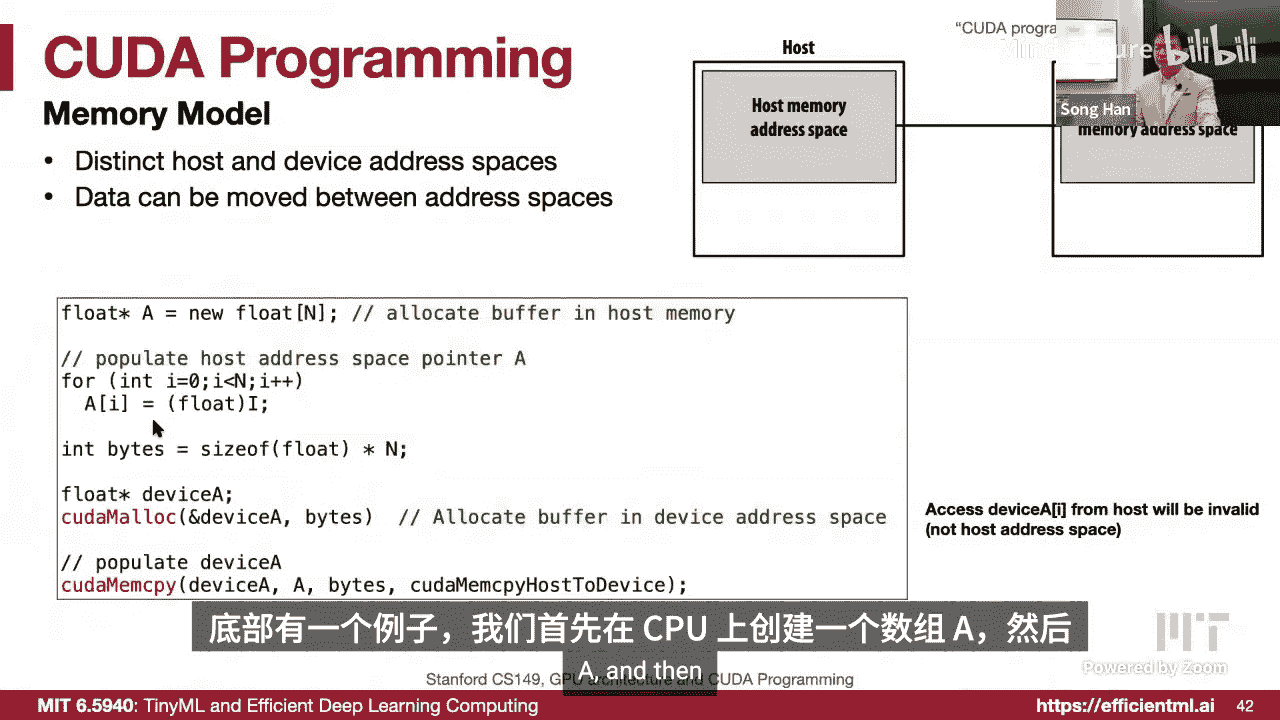 CUDA Programming
"CUDA progra
bilibili
Host
Memory Model
Host memory
address space
Song Han
memory address space
• Distinct host and device address spaces
• Data can be moved between address spaces
float* A = new float[N]; // allocate buffer in host memory
// populate host address space pointer A
for (int i=0;i<N;i++)
A[i] = (float)I;
int bytes = sizeof(float) * N;
float* deviceA;
cudaMalloc(&deviceA, bytes) // Allocate buffer in device address space
// populate deviceA
cudaMemcpy(deviceA, A, bytes, cudaMemcpyHostToDevice);
Access deviceA[i] from host will be invalid
(not host address space)
底部有一个例子，我们首先在 CPU 上创建一个数组 A，然后
A, and then
Stanford CS149, GPU architecture and CUDA Programming
MIT
Powered by Zoom
MIT 6.5940: TinyML and Efficient Deep Learning Computing
https://efficientml.ai
42